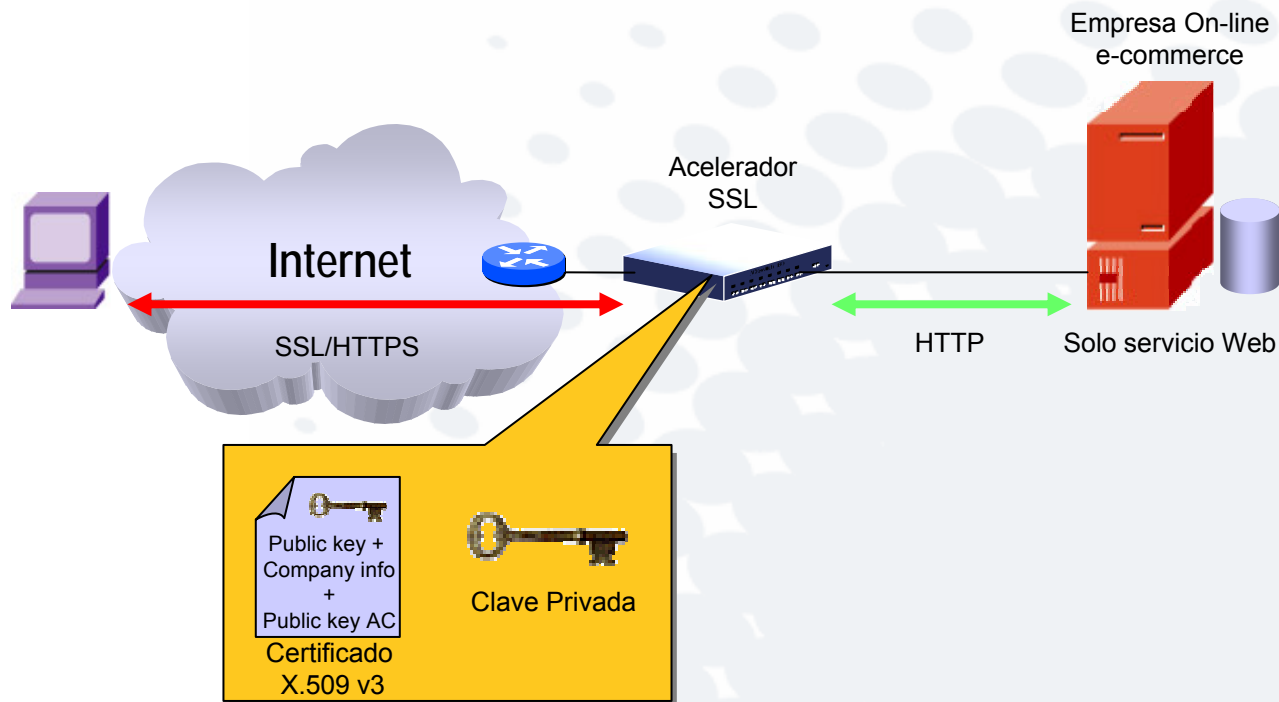 Empresa On-line
e-commerce
Acelerador
SSL
Internet
SSL/HTTPS
HTTP
Solo servicio Web
Public key +
Company info
+
Public key AC
Clave Privada
Certificado
X.509 v3